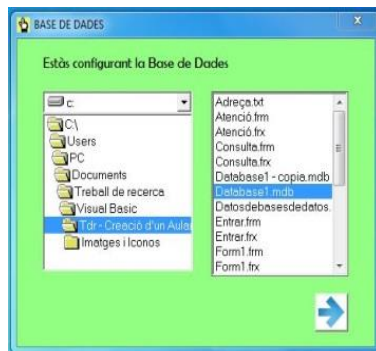 BASE DE DADES
Estàs configurant la Base de Dades
c:
C:\
Users
PC
Documents
Treball de recerca
Visual Basic
Tdr - Creació d'un Aula
Imatges i Iconos
Adreça.txt
Atenció.frm
Atenció.frx
Consulta.frm
Consulta.frx
Database1 - copia.mdb
Database1.mdb
Datosdebasesdedatos.
Entrar.frm
Entrar.frx
Form1.frm
Form1.frx